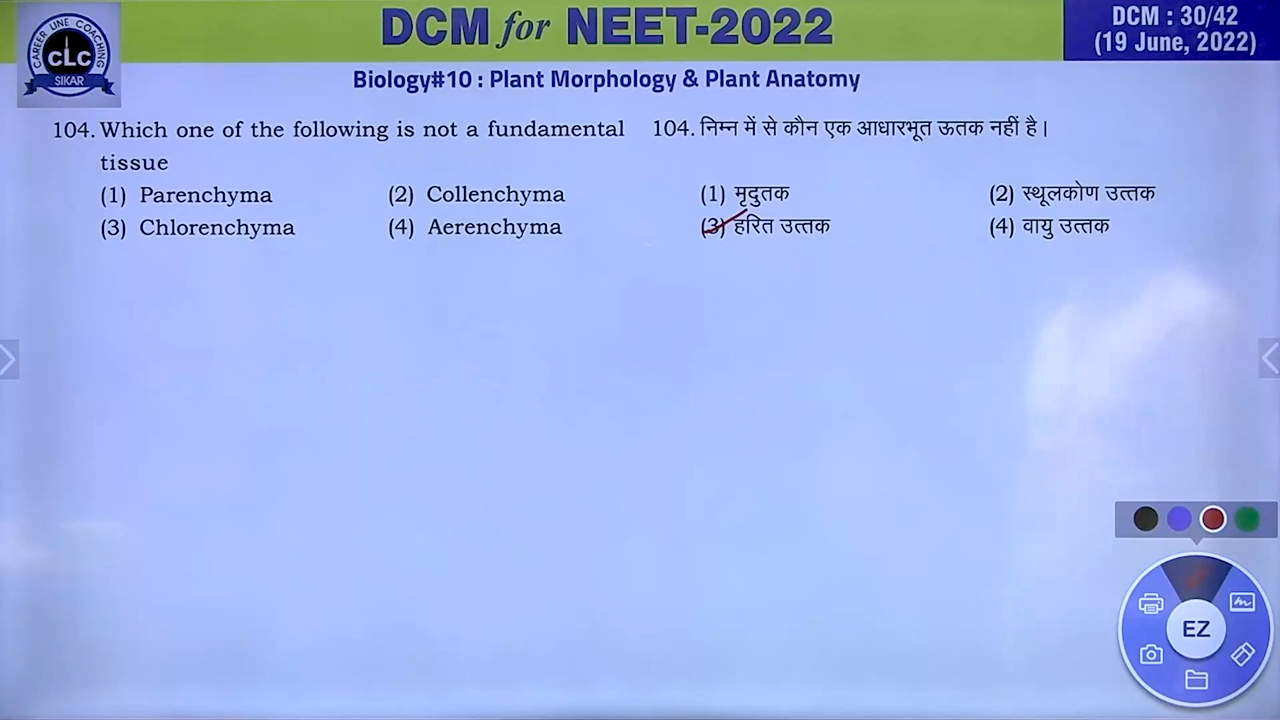 CAREER LINE COACHING
CLC
SIKAR
DCM for NEET-2022
DCM : 30/42
(19 June, 2022)
Biology#10 : Plant Morphology & Plant Anatomy
104. Which one of the following is not a fundamental
tissue
(1) Parenchyma (2) Collenchyma
(3) Chlorenchyma (4) Aerenchyma
104. निम्न में से कौन एक आधारभूत ऊतक नहीं है।
(1) मृदुतक (2) स्थूलकोण उत्तक
(3) हरित उत्तक (4) वायु उत्तक
EZ